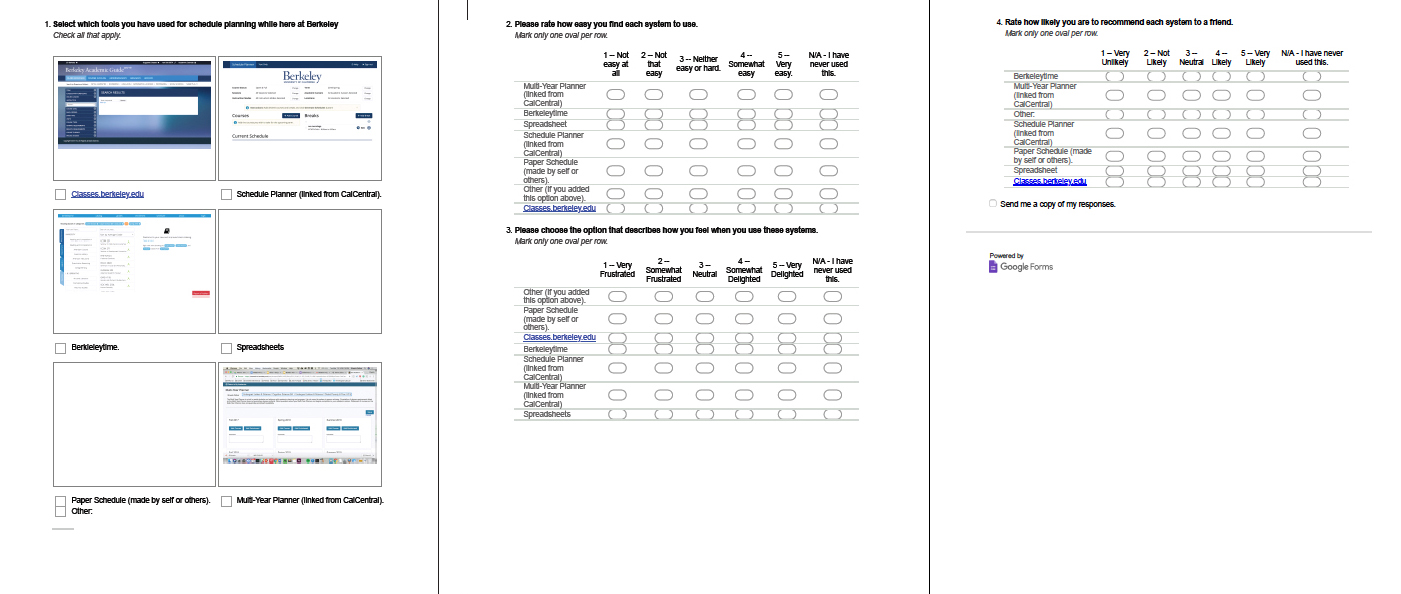 1. Select which tools you have used for schedule planning while here at Berkeley
Check all that apply.
Berkeley Academic Guide
SEARCH RESULTS
Berkeley
Courses
Breaks
Current Schedule
Classes.berkeley.edu
Schedule Planner (linked from CalCentral).
Berkleleytime.
Spreadsheets
Paper Schedule (made by self or others).
Multi-Year Planner (linked from CalCentral).
Other:
2. Please rate how easy you find each system to use.
Mark only one oval per row.
1 -- Not easy at all
2 -- Not that easy
3 -- Neither easy or hard.
4 -- Somewhat easy
5 -- Very easy.
N/A - I have never used this.
Multi-Year Planner
(linked from
CalCentral)
Berkeleytime
Spreadsheet
Schedule Planner
(linked from
CalCentral)
Paper Schedule
(made by self or
others).
Other (if you added
this option above).
Classes.berkeley.edu
3. Please choose the option that describes how you feel when you use these systems.
Mark only one oval per row.
1 -- Very Frustrated
2 -- Somewhat Frustrated
3 -- Neutral
4 -- Somewhat Delighted
5 -- Very Delighted
N/A - I have never used this.
Other (if you added
this option above).
Paper Schedule
(made by self or
others).
Classes.berkeley.edu
Berkeleytime
Schedule Planner
(linked from
CalCentral)
Multi-Year Planner
(linked from
CalCentral)
Spreadsheets
4. Rate how likely you are to recommend each system to a friend.
Mark only one oval per row.
1 -- Very Unlikely
2 -- Not Likely
3 -- Neutral
4 -- Likely
5 -- Very Likely
N/A - I have never used this.
Berkeleytime
Multi-Year Planner
(linked from
CalCentral)
Other:
Schedule Planner
(linked from
CalCentral)
Paper Schedule (made
by self or others).
Spreadsheet
Classes.berkeley.edu
Send me a copy of my responses.
Powered by
Google Forms